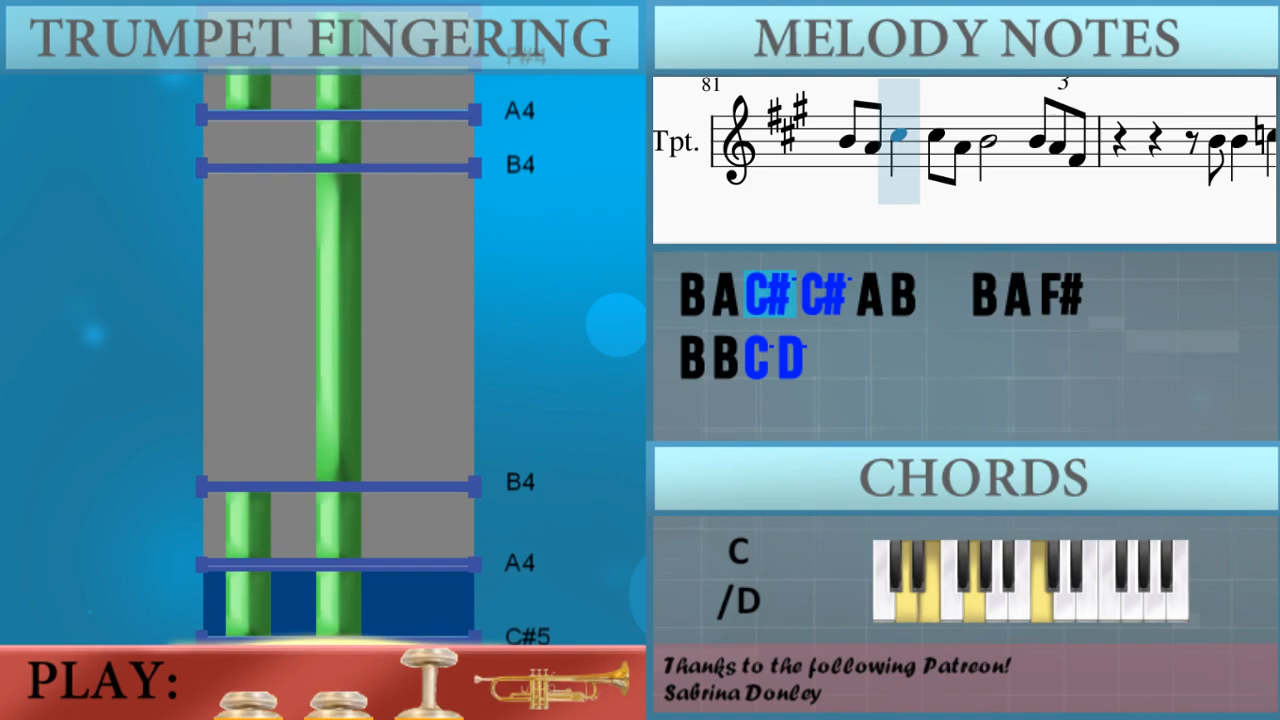 TRUMPET FINGERING
F#4
A4
B4
B4
A4
C#5
PLAY:
MELODY NOTES
81
3
Tpt.
B A C#- C#- A B B A F#
B B C- D-
CHORDS
C
/D
Thanks to the following Patreon!
Sabrina Donley